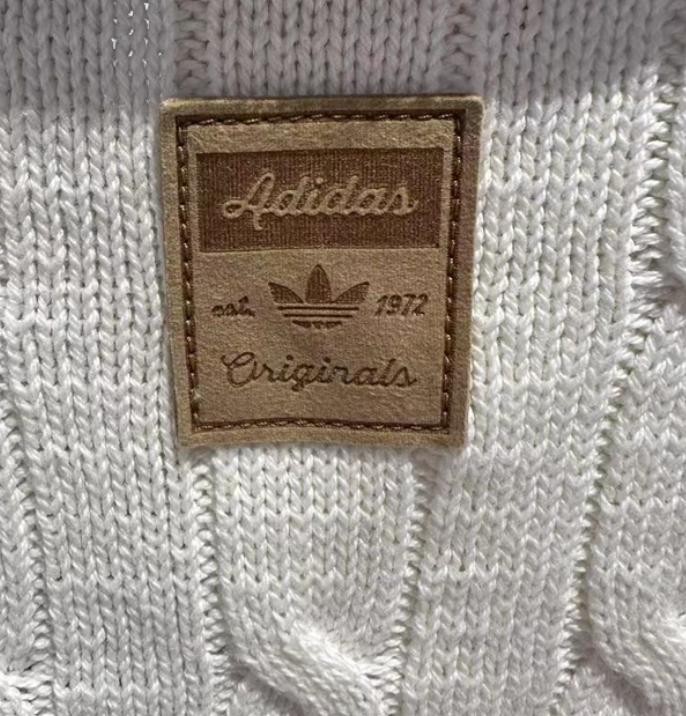 Adidas
est. 1972
Originals